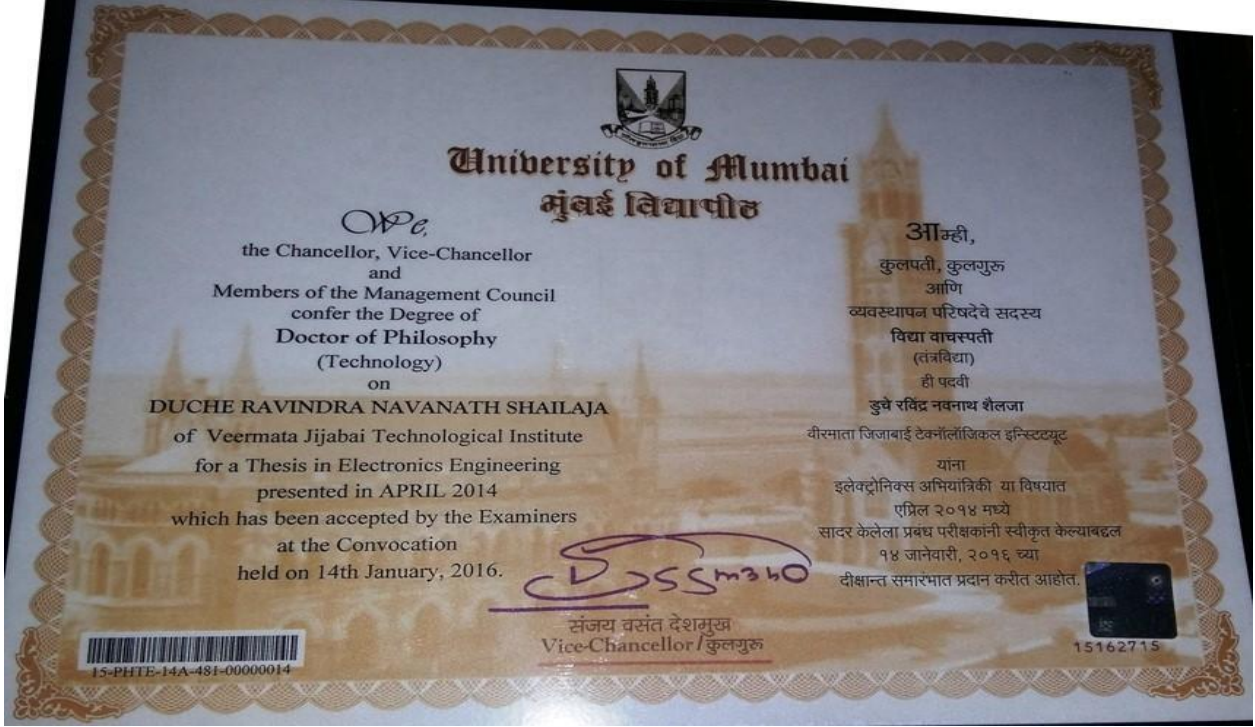 University of Mumbai
मुंबई विद्यापीठ
We,
the Chancellor, Vice-Chancellor
and
Members of the Management Council
confer the Degree of
Doctor of Philosophy
(Technology)
on
DUCHE RAVINDRA NAVANATH SHAILAJA
of Veermata Jijabai Technological Institute
for a Thesis in Electronics Engineering
presented in APRIL 2014
which has been accepted by the Examiners
at the Convocation
held on 14th January, 2016.
आम्ही,
कुलपती, कुलगुरू
आणि
व्यवस्थापन परिषदेचे सदस्य
विद्या वाचस्पती
(तंत्रविद्या)
ही पदवी
डुचे रविंद्र नवनाथ शैलजा
वीरमाता जिजाबाई टेक्नॉलॉजिकल इन्स्टिटयूट
यांना
इलेक्ट्रोनिक्स अभियांत्रिकी या विषयात
एप्रिल २०१४ मध्ये
सादर केलेला प्रबंध परीक्षकांनी स्वीकृत केल्याबद्दल
१४ जानेवारी, २०१६ च्या
दीक्षान्त समारंभात प्रदान करीत आहोत.
संजय वसंत देशमुख
Vice-Chancellor/कुलगुरू
15-PHTE-14A-481-00000014
15162715